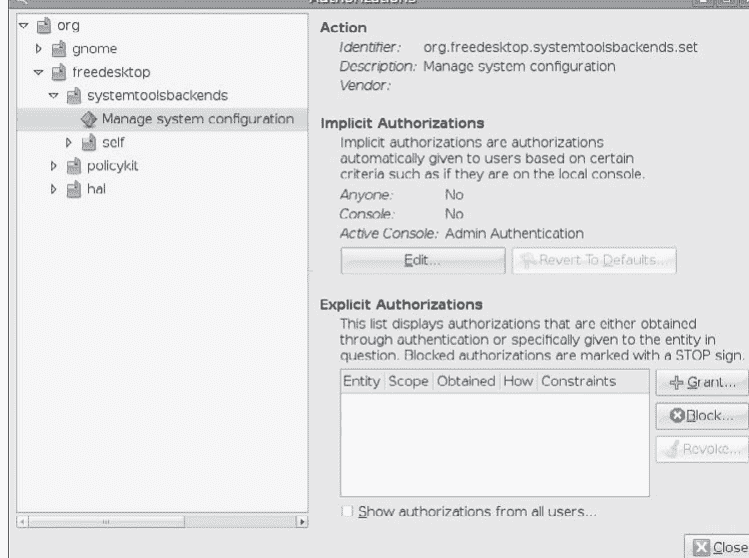 Authorizations
org
gnome
freedesktop
systemtoolsbackends
Manage system configuration
self
policykit
hal
Action
Identifier: org.freedesktop.systemtoolsbackends.set
Description: Manage system configuration
Vendor:
Implicit Authorizations
Implicit authorizations are authorizations
automatically given to users based on certain
criteria such as if they are on the local console.
Anyone: No
Console: No
Active Console: Admin Authentication
Edit...
Revert To Defaults...
Explicit Authorizations
This list displays authorizations that are either obtained
through authentication or specifically given to the entity in
question. Blocked authorizations are marked with a STOP sign.
Entity Scope Obtained How Constraints
Grant...
Block...
Revoke...
Show authorizations from all users...
Close